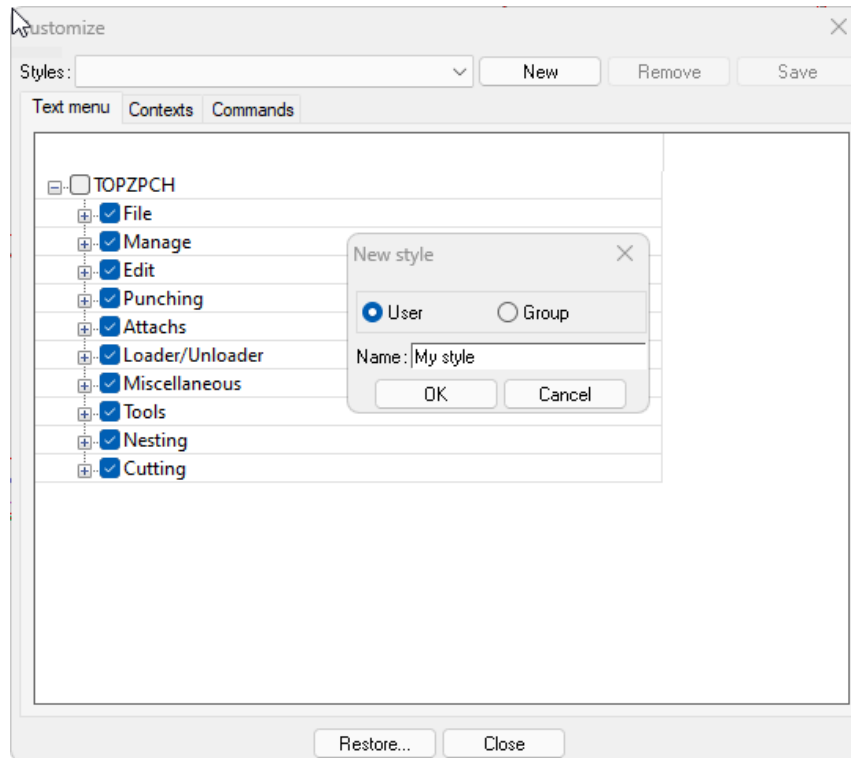 Customize
Styles: New Remove Save
Text menu Contexts Commands
TOPZPCH
File
Manage
Edit
Punching
Attachs
Loader/Unloader
Miscellaneous
Tools
Nesting
Cutting
New style
User Group
Name: My style
OK Cancel
Restore... Close